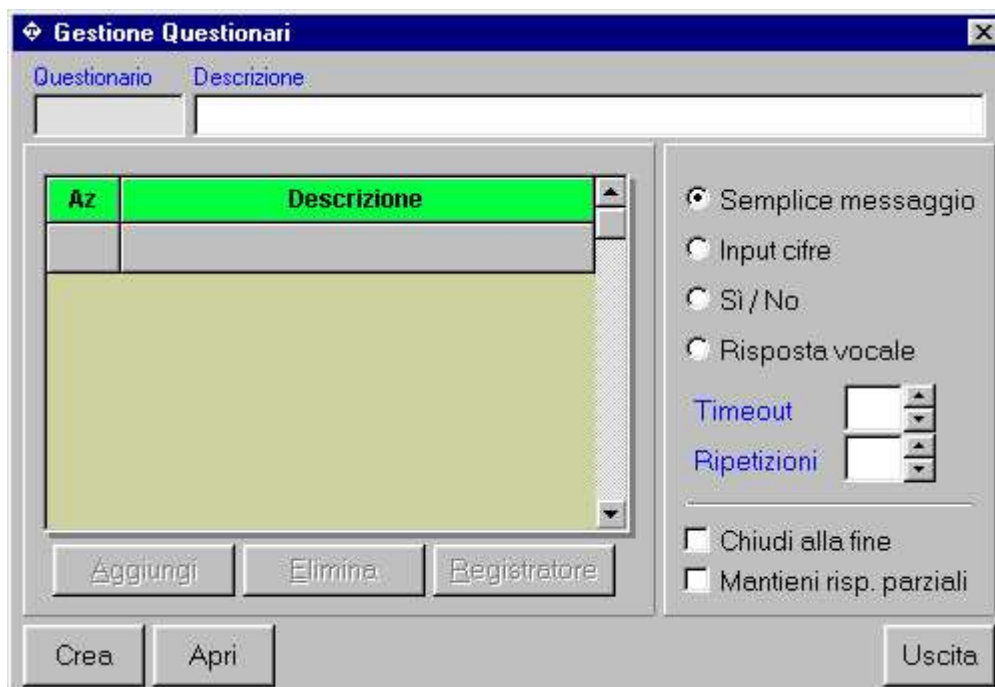 Gestione Questionari
Questionario Descrizione
Az Descrizione
Semplice messaggio
Input cifre
Sì / No
Risposta vocale
Timeout
Ripetizioni
Chiudi alla fine
Mantieni risp. parziali
Aggiungi Elimina Registratore
Crea Apri Uscita